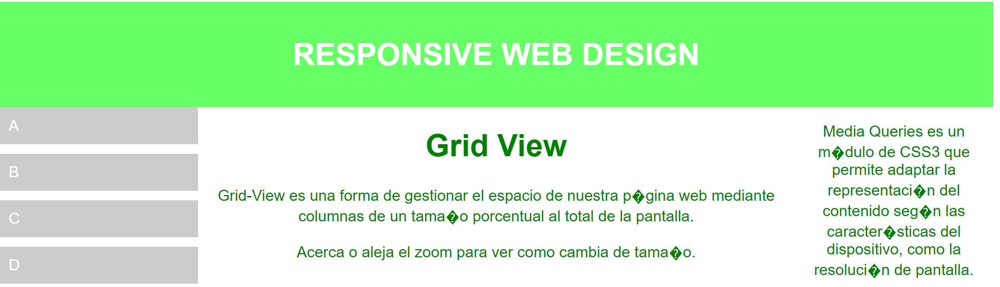 RESPONSIVE WEB DESIGN
A
B
C
D
Grid View
Grid-View es una forma de gestionar el espacio de nuestra p�gina web mediante
columnas de un tama�o porcentual al total de la pantalla.
Acerca o aleja el zoom para ver como cambia de tama�o.
Media Queries es un
m�dulo de CSS3 que
permite adaptar la
representaci�n del
contenido seg�n las
caracter�sticas del
dispositivo, como la
resoluci�n de pantalla.